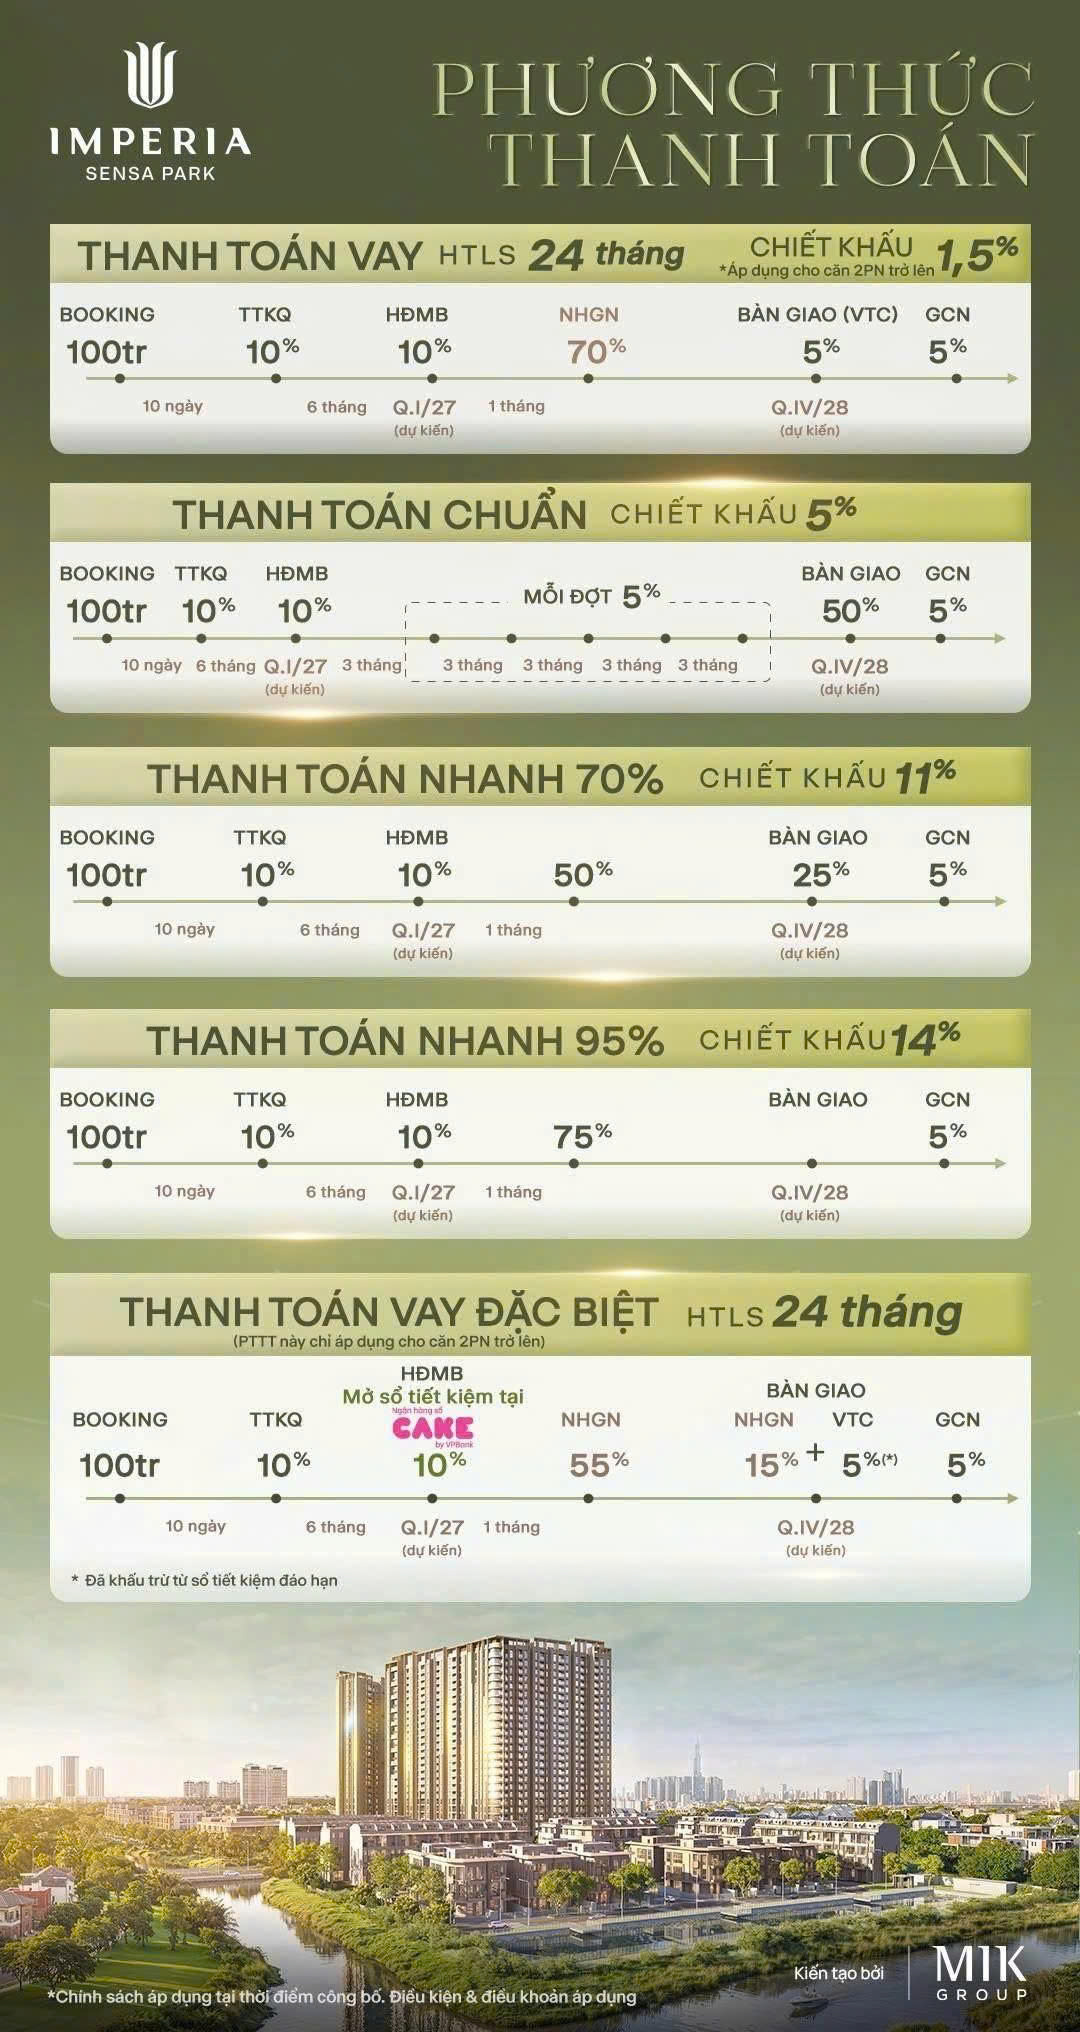 IMPERIA
SENSA PARK
PHƯƠNG THỨC
THANH TOÁN
THANH TOÁN VAY HTLS 24 tháng CHIẾT KHẤU 1,5%
*Áp dụng cho căn 2PN trở lên
BOOKING TTKQ HĐMB NHGN BÀN GIAO (VTC) GCN
100tr 10% 10% 70% 5% 5%
10 ngày 6 tháng Q.I/27 1 tháng Q.IV/28
(dự kiến) (dự kiến)
THANH TOÁN CHUẨN CHIẾT KHẤU 5%
BOOKING TTKQ HĐMB BÀN GIAO GCN
100tr 10% 10% MỖI ĐỢT 5% 50% 5%
10 ngày 6 tháng Q.I/27 3 tháng 3 tháng 3 tháng 3 tháng 3 tháng Q.IV/28
(dự kiến) (dự kiến)
THANH TOÁN NHANH 70% CHIẾT KHẤU 11%
BOOKING TTKQ HĐMB BÀN GIAO GCN
100tr 10% 10% 50% 25% 5%
10 ngày 6 tháng Q.I/27 1 tháng Q.IV/28
(dự kiến) (dự kiến)
THANH TOÁN NHANH 95% CHIẾT KHẤU 14%
BOOKING TTKQ HĐMB BÀN GIAO GCN
100tr 10% 10% 75% 5%
10 ngày 6 tháng Q.I/27 1 tháng Q.IV/28
(dự kiến) (dự kiến)
THANH TOÁN VAY ĐẶC BIỆT HTLS 24 tháng
(PTTT này chỉ áp dụng cho căn 2PN trở lên)
HĐMB
Mở sổ tiết kiệm tại BÀN GIAO
Ngân hàng số
BOOKING TTKQ CAKE NHGN NHGN VTC GCN
by VPBank
100tr 10% 10% 55% 15% + 5%(*) 5%
10 ngày 6 tháng Q.I/27 1 tháng Q.IV/28
(dự kiến) (dự kiến)
* Đã khấu trừ từ sổ tiết kiệm đáo hạn
Kiến tạo bởi MIK
GROUP
*Chính sách áp dụng tại thời điểm công bố. Điều kiện & điều khoản áp dụng